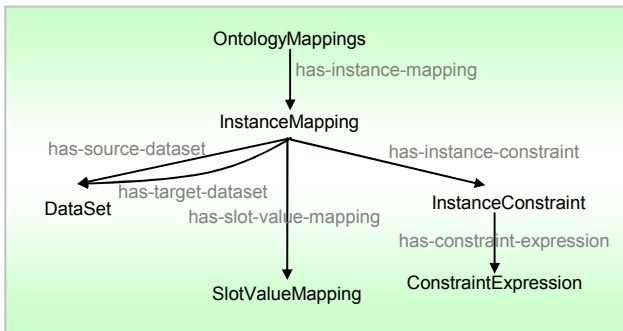 OntologyMappings
has-instance-mapping
InstanceMapping
has-source-dataset
has-instance-constraint
has-target-dataset
DataSet
InstanceConstraint
has-slot-value-mapping
has-constraint-expression
ConstraintExpression
SlotValueMapping